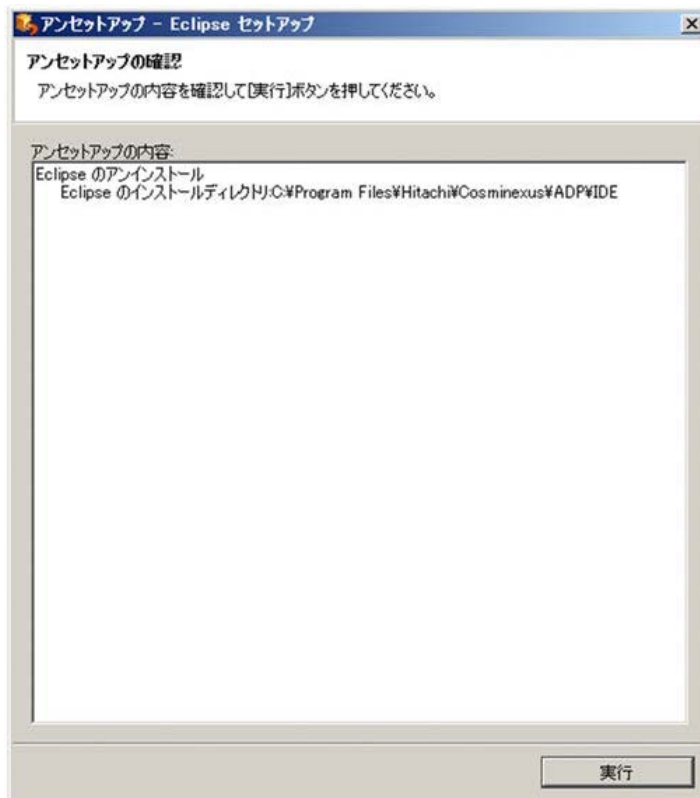 アンセットアップ - Eclipse セットアップ
アンセットアップの確認
アンセットアップの内容を確認して[実行]ボタンを押してください。
アンセットアップの内容:
Eclipse のアンインストール
Eclipse のインストールディレクトリ:C:¥Program Files¥Hitachi¥Cosminexus¥ADP¥IDE
実行